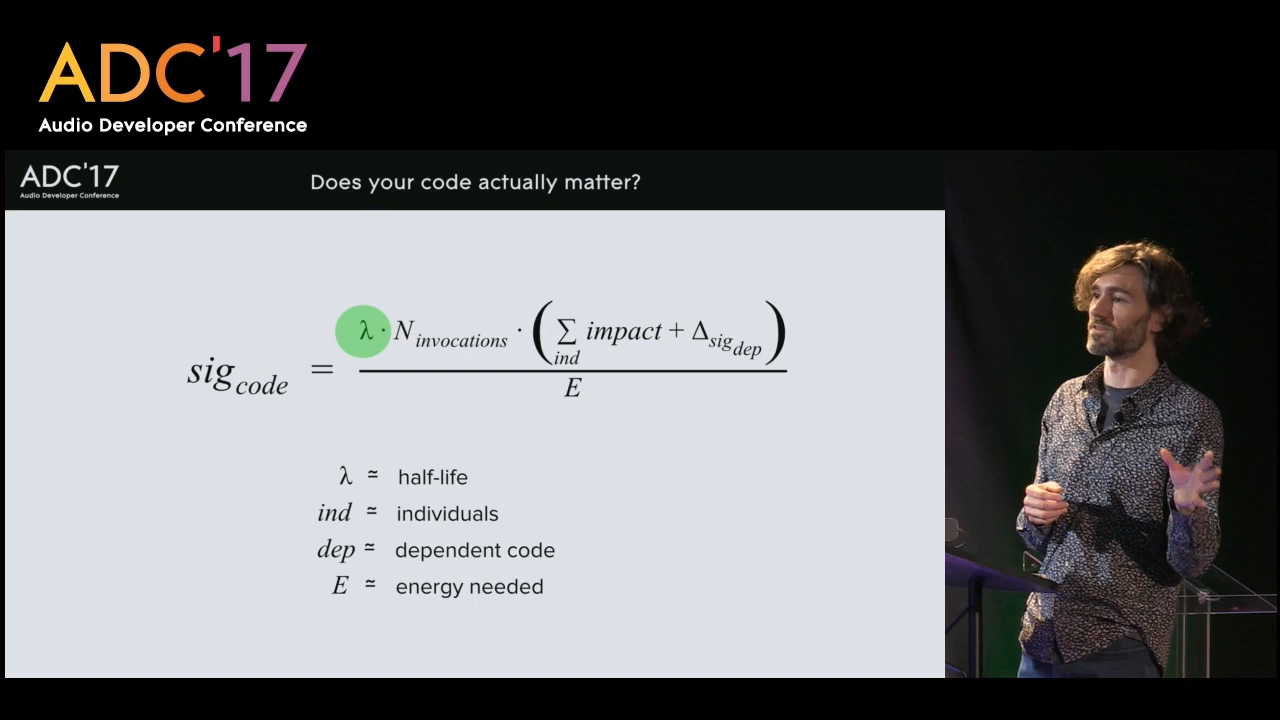 ADC'17
Audio Developer Conference
ADC'17
Audio Developer Conference
Does your code actually matter?
sig_code = (λ · N_invocations · (∑_ind impact + Δ_sig_dep)) / E
λ ≃ half-life
ind ≃ individuals
dep ≃ dependent code
E ≃ energy needed